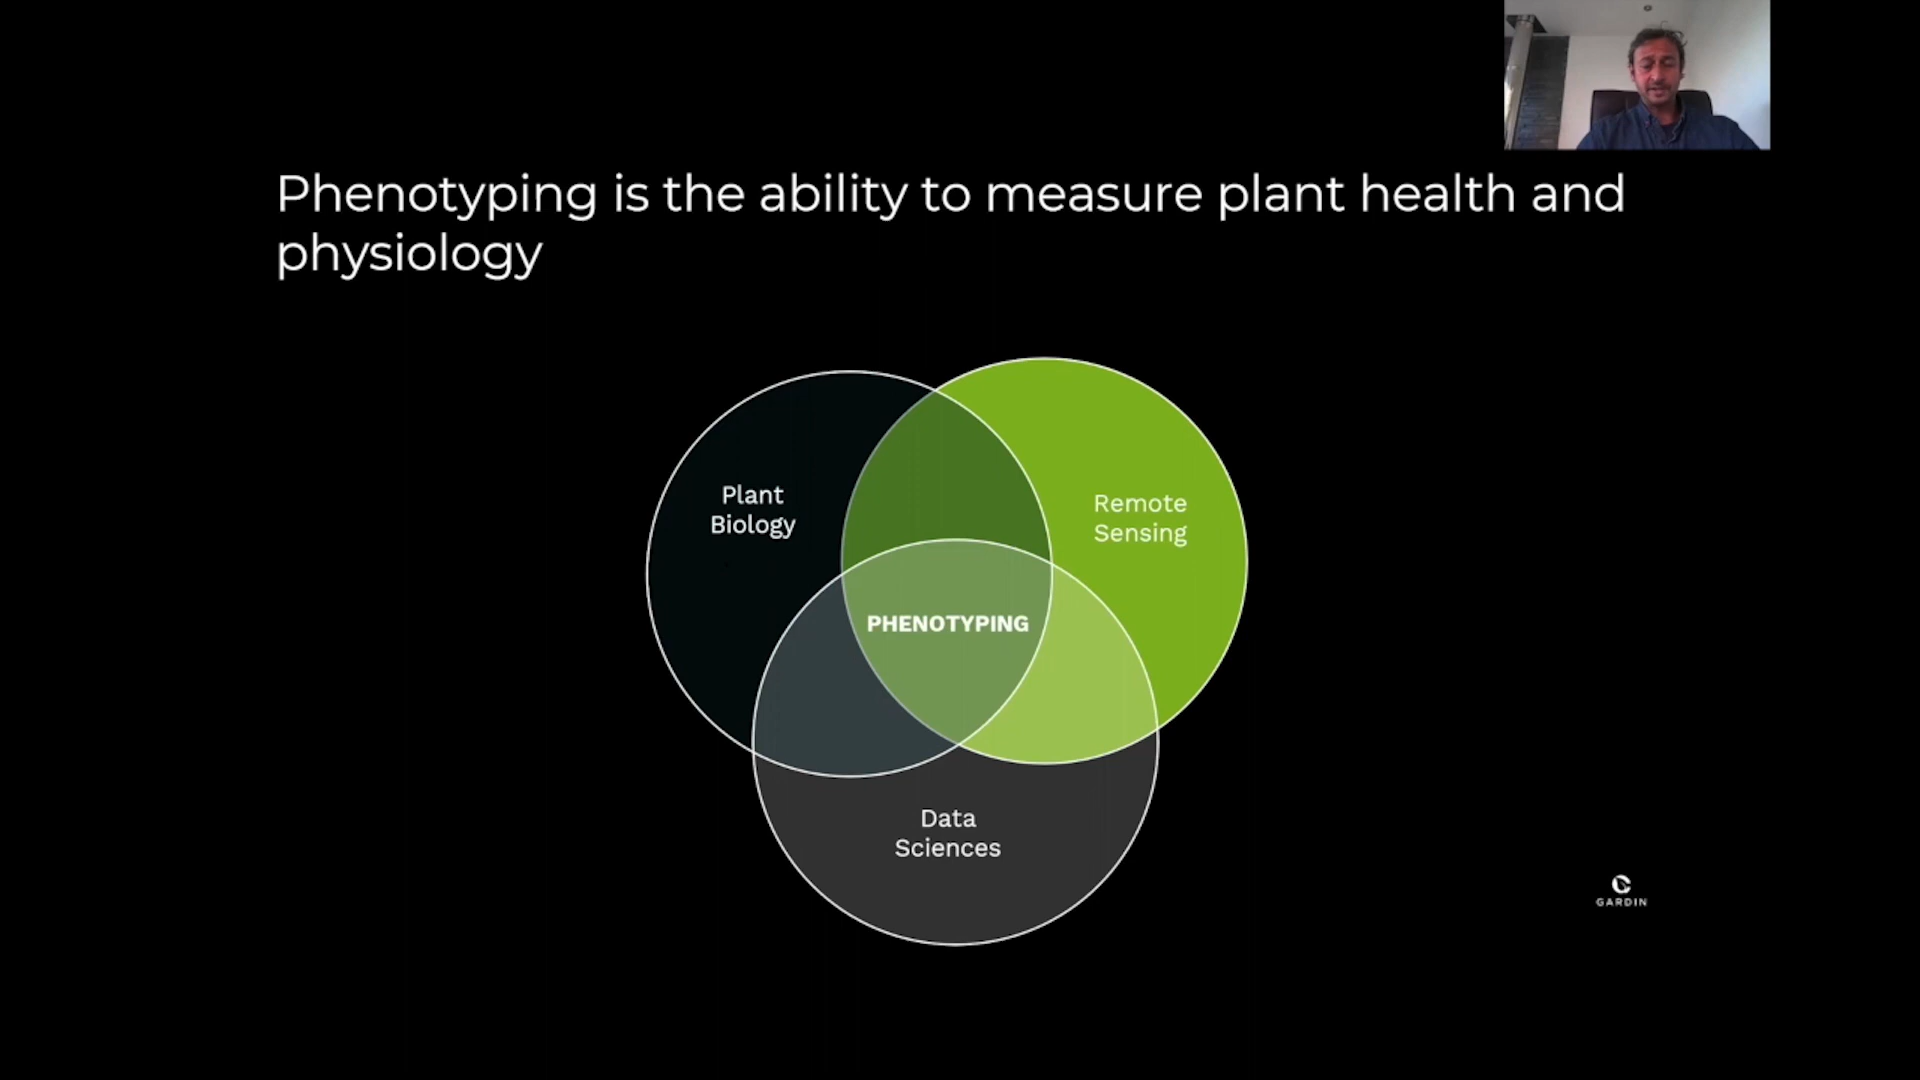 Phenotyping is the ability to measure plant health and
physiology
Plant
Biology
Remote
Sensing
PHENOTYPING
Data
Sciences
GARDIN